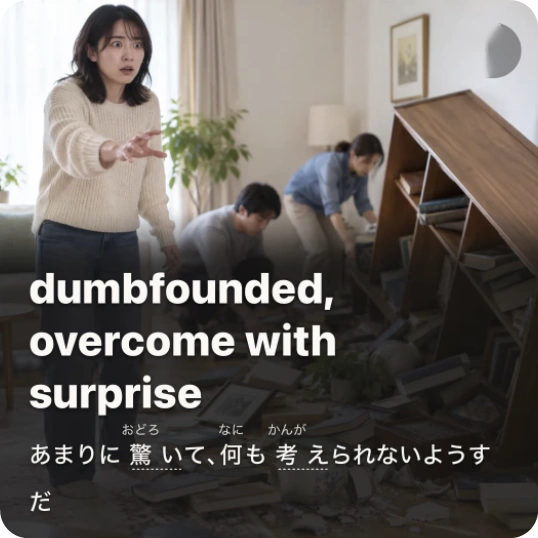 dumbfounded,
overcome with
surprise
おどろ なに かんが
あまりに 驚いて、何も 考えられないようす
だ